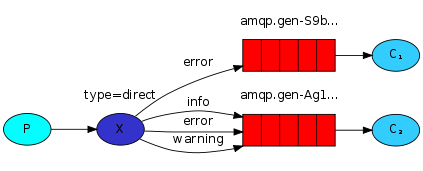 amqp.gen-S9b...
error
C₁
type=direct
amqp.gen-Ag1...
info
P
X
error
C₂
warning